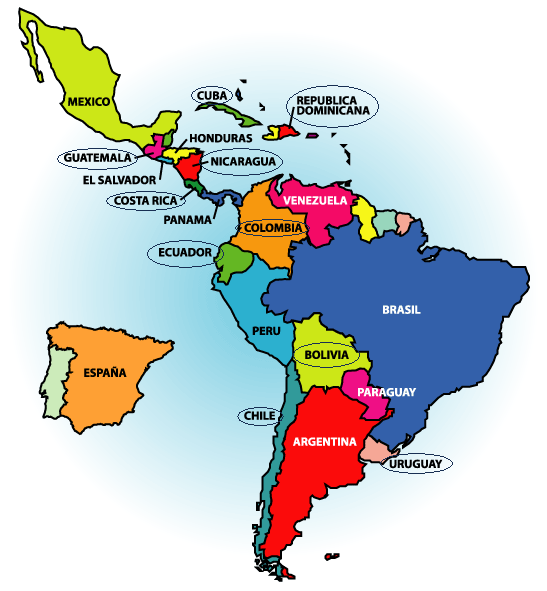 CUBA
REPUBLICA
DOMINICANA
MEXICO
HONDURAS
GUATEMALA
NICARAGUA
EL SALVADOR
COSTA RICA
VENEZUELA
PANAMA
COLOMBIA
ECUADOR
BRASIL
PERU
BOLIVIA
ESPAÑA
PARAGUAY
CHILE
ARGENTINA
URUGUAY